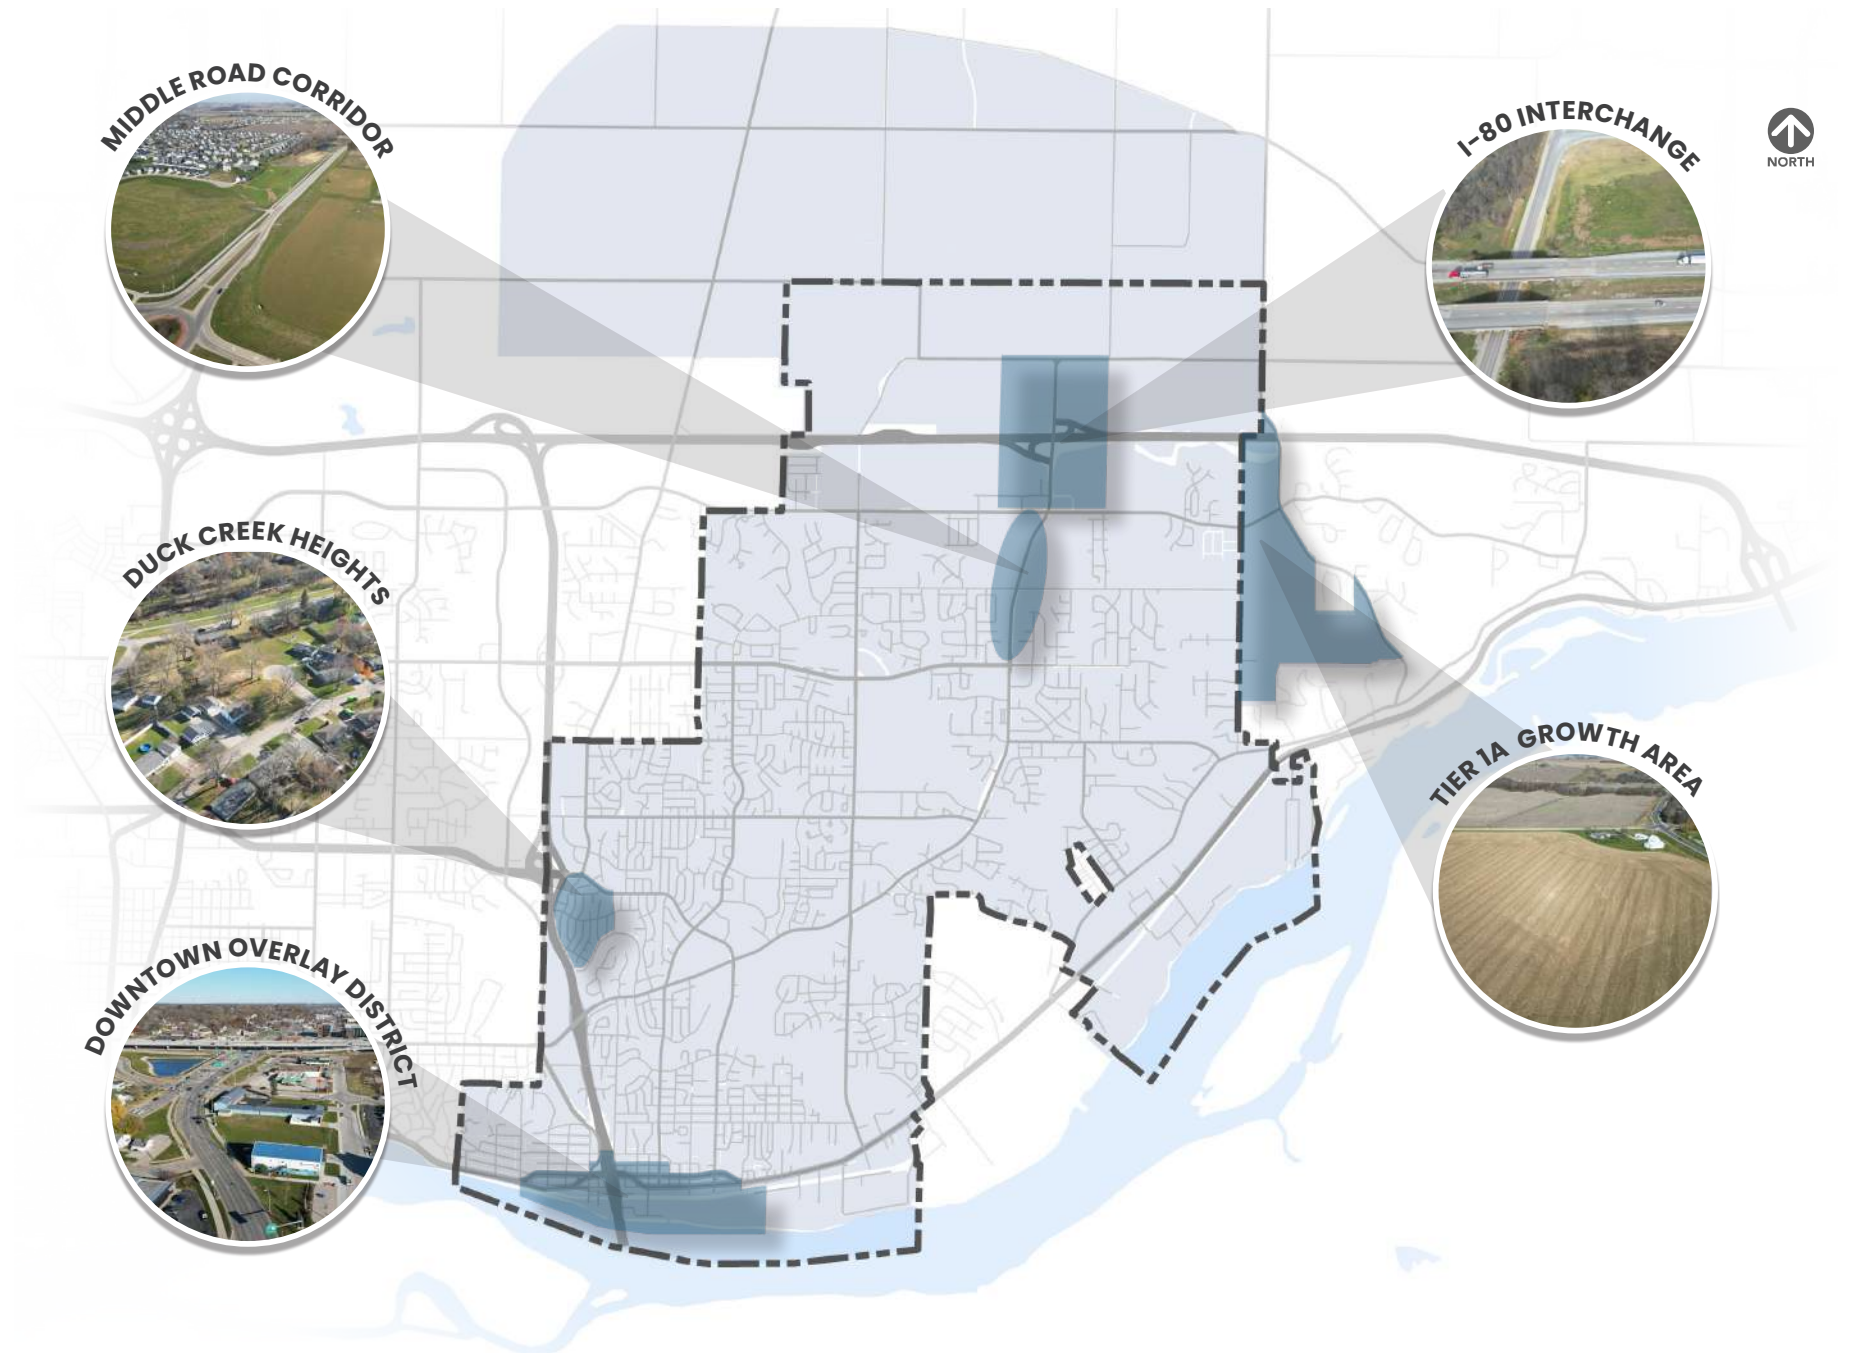 MIDDLE ROAD CORRIDOR
I-80 INTERCHANGE
NORTH
DUCK CREEK HEIGHTS
TIER 1A GROWTH AREA
DOWNTOWN OVERLAY DISTRICT